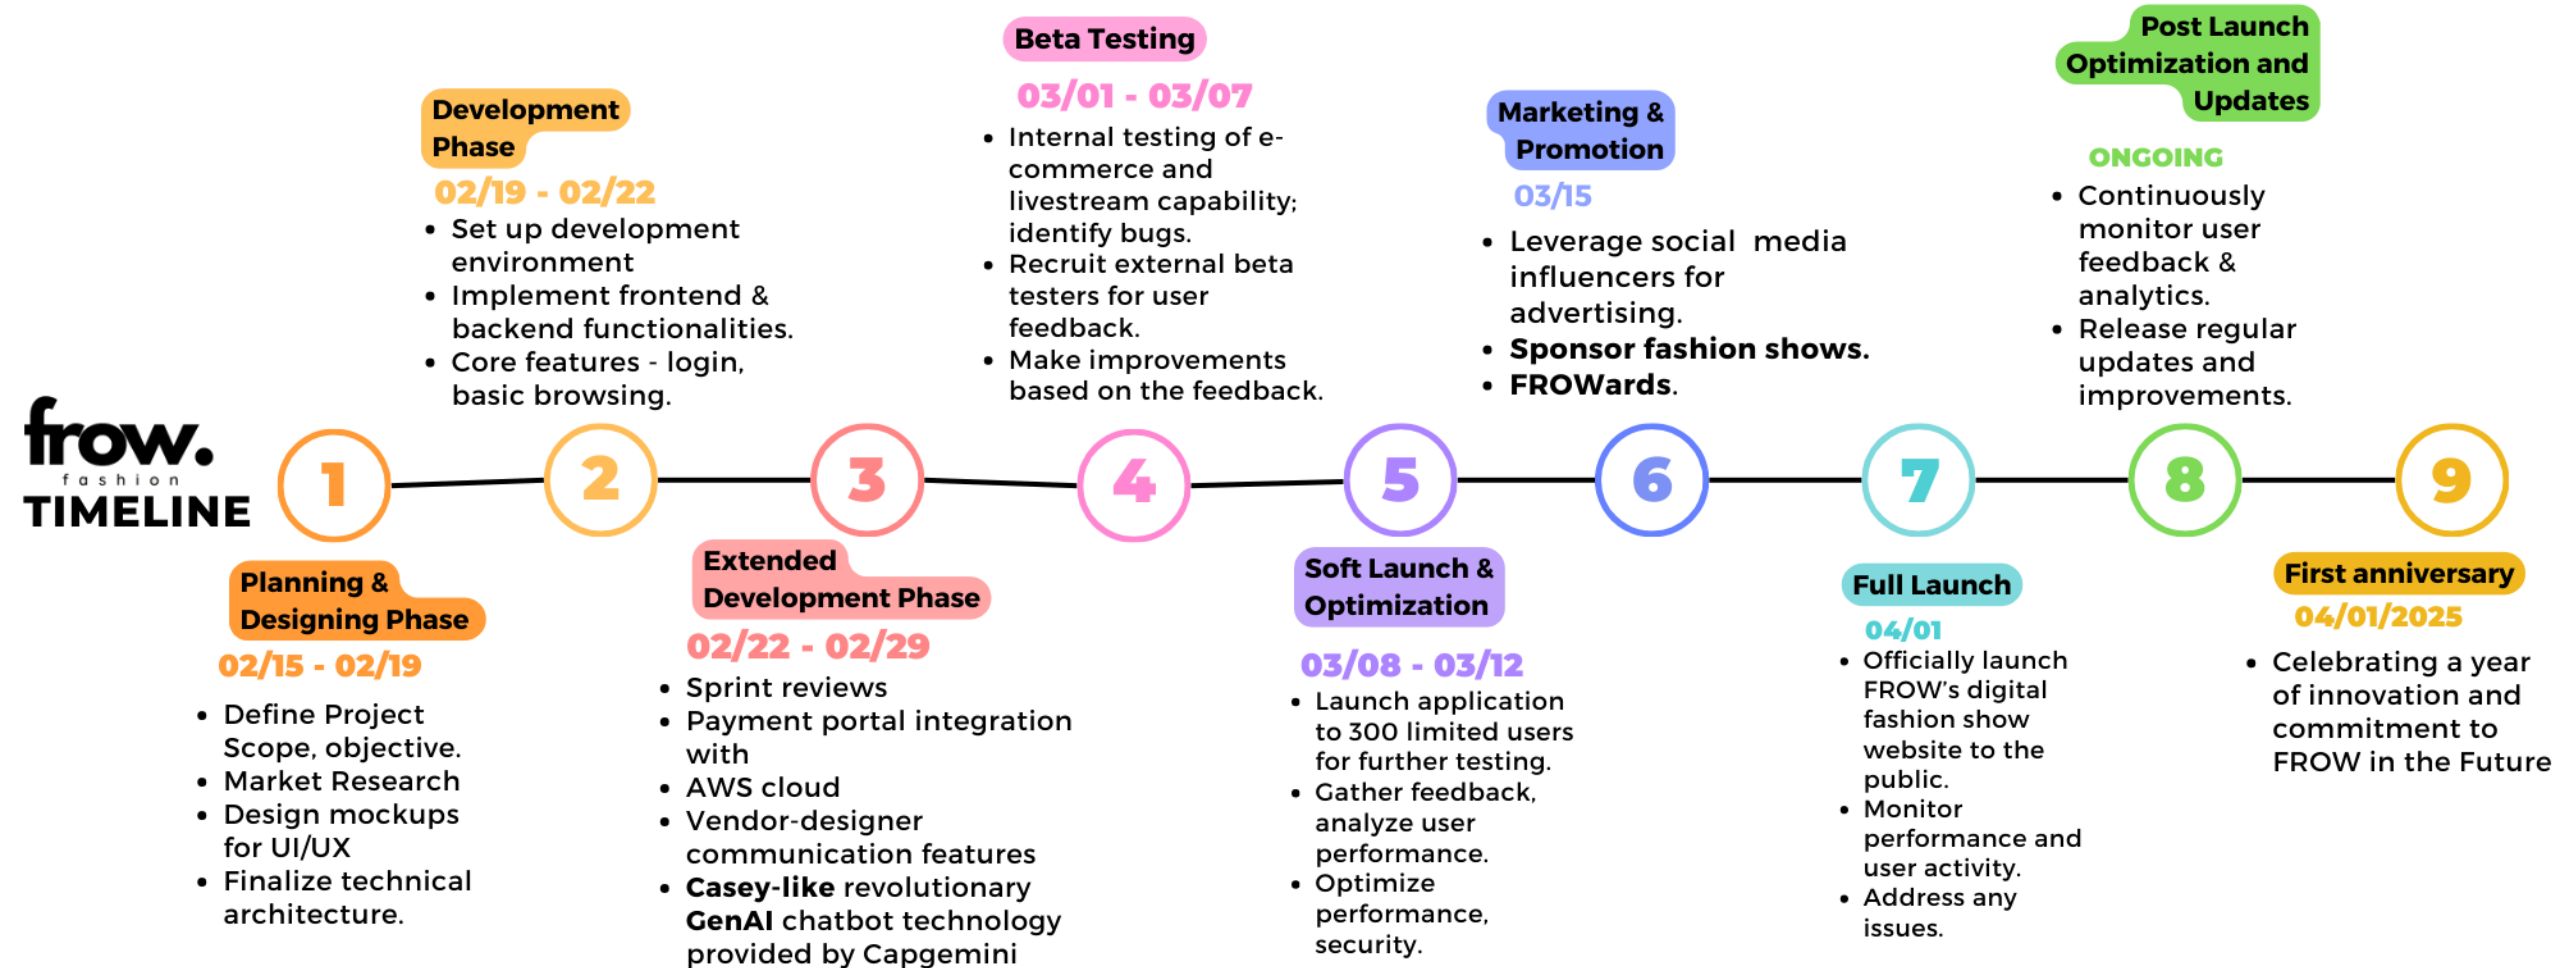 frow.
fashion
TIMELINE
1
Planning &
Designing Phase
02/15 - 02/19
• Define Project
Scope, objective.
• Market Research
• Design mockups
for UI/UX
• Finalize technical
architecture.
2
Development
Phase
02/19 - 02/22
• Set up development
environment
• Implement frontend &
backend functionalities.
• Core features - login,
basic browsing.
3
Extended
Development Phase
02/22 - 02/29
• Sprint reviews
• Payment portal integration
with
• AWS cloud
• Vendor-designer
communication features
• Casey-like revolutionary
GenAI chatbot technology
provided by Capgemini
4
Beta Testing
03/01 - 03/07
• Internal testing of e-
commerce and
livestream capability;
identify bugs.
• Recruit external beta
testers for user
feedback.
• Make improvements
based on the feedback.
5
Soft Launch &
Optimization
03/08 - 03/12
• Launch application
to 300 limited users
for further testing.
• Gather feedback,
analyze user
performance.
• Optimize
performance,
security.
6
Marketing &
Promotion
03/15
• Leverage social  media
influencers for
advertising.
• Sponsor fashion shows.
• FROWards.
7
Full Launch
04/01
• Officially launch
FROW’s digital
fashion show
website to the
public.
• Monitor
performance and
user activity.
• Address any
issues.
8
Post Launch
Optimization and
Updates
ONGOING
• Continuously
monitor user
feedback &
analytics.
• Release regular
updates and
improvements.
9
First anniversary
04/01/2025
• Celebrating a year
of innovation and
commitment to
FROW in the Future